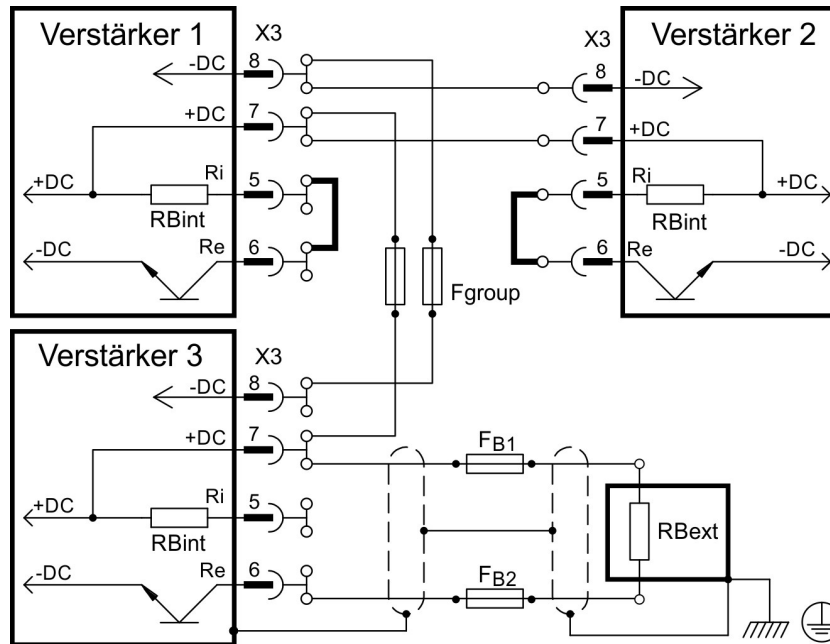 Verstärker 1
X3
8
-DC
7
+DC
+DC
Ri
5
RBint
-DC
Re
6
Verstärker 2
X3
8
-DC
7
+DC
5
Ri
+DC
RBint
6
Re
-DC
Fgroup
Verstärker 3
X3
8
-DC
7
+DC
+DC
Ri
5
RBint
-DC
Re
6
FB1
RBext
FB2